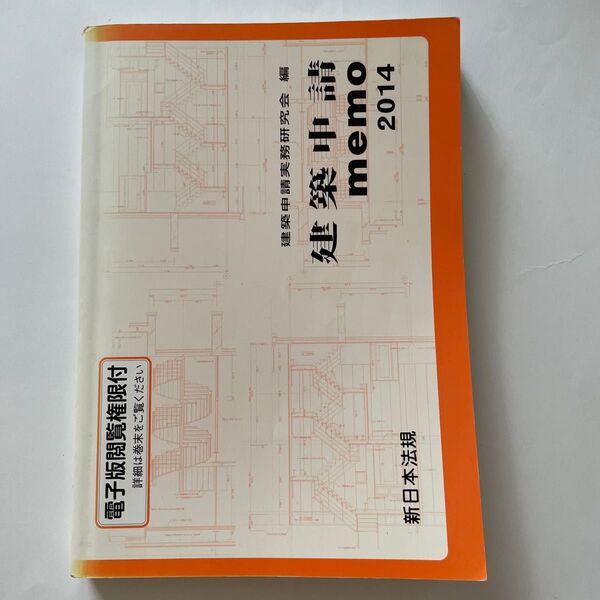 建築申請実務研究会 編
建築申請
memo
2014
電子版閲覧権限付
詳細は巻末をご覧ください
新日本法規